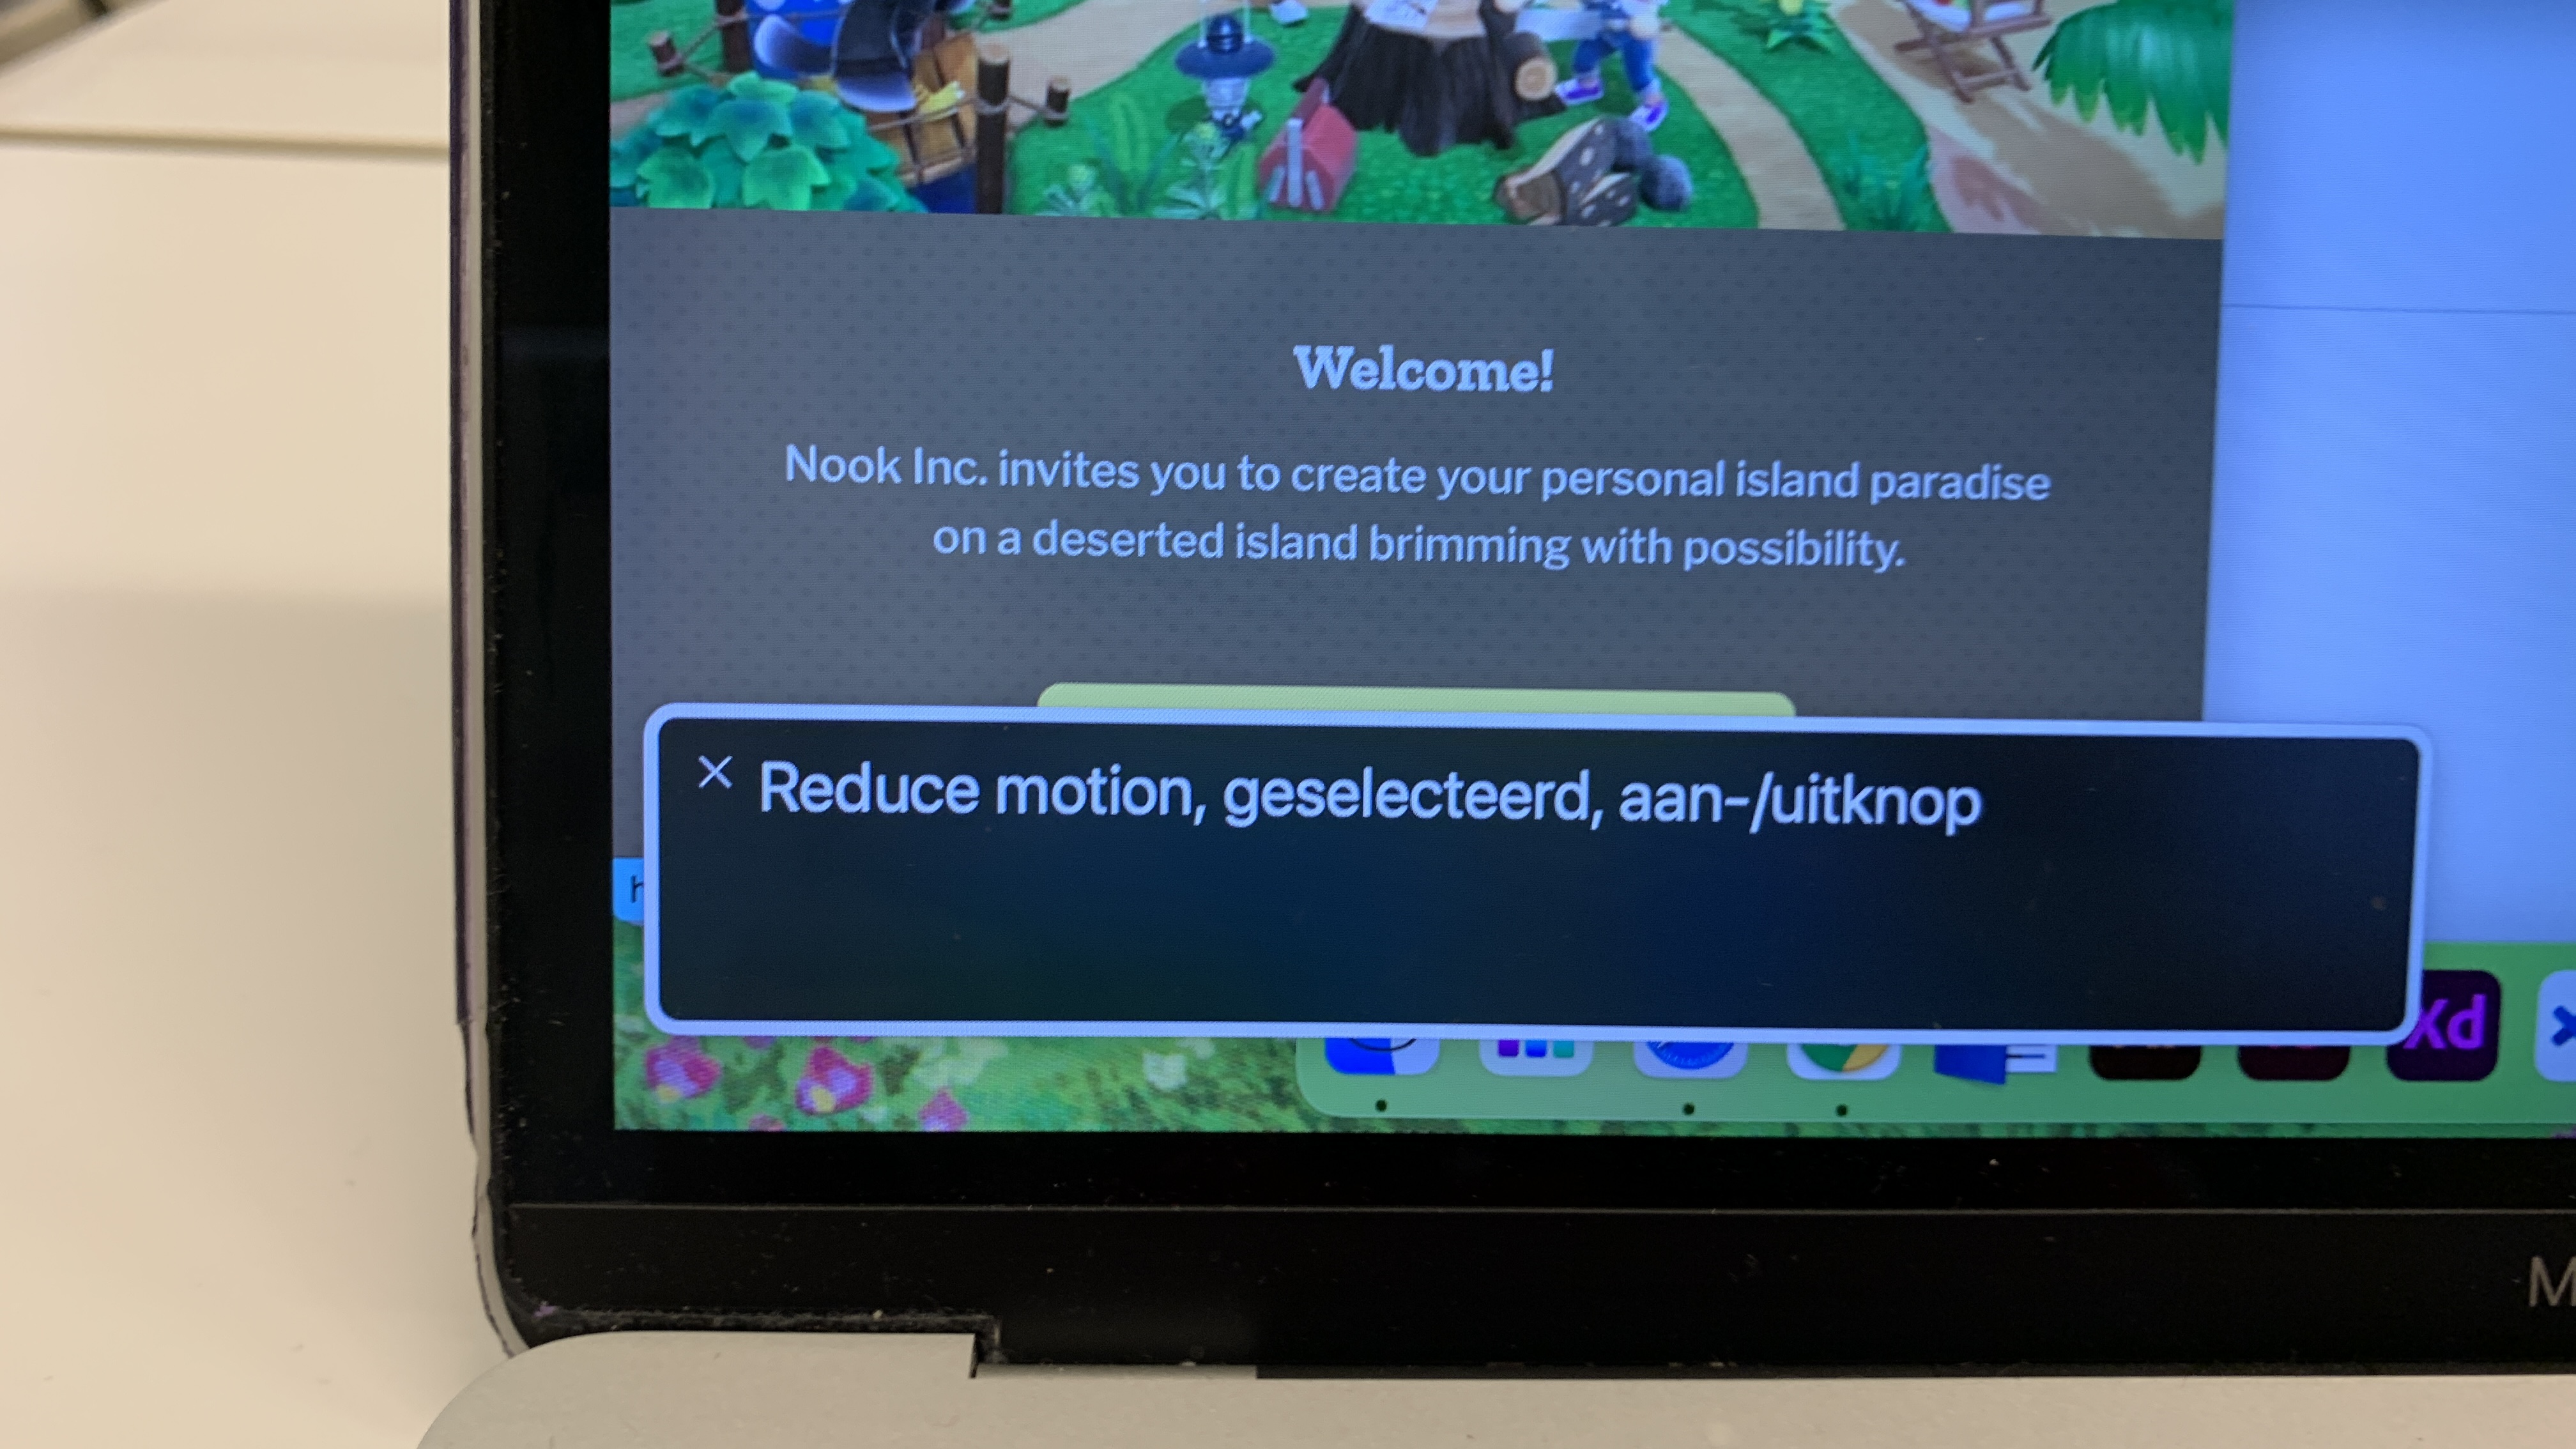 Welcome!
Nook Inc. invites you to create your personal island paradise
on a deserted island brimming with possibility.
Reduce motion, geselecteerd, aan-/uitknop
Xd
M